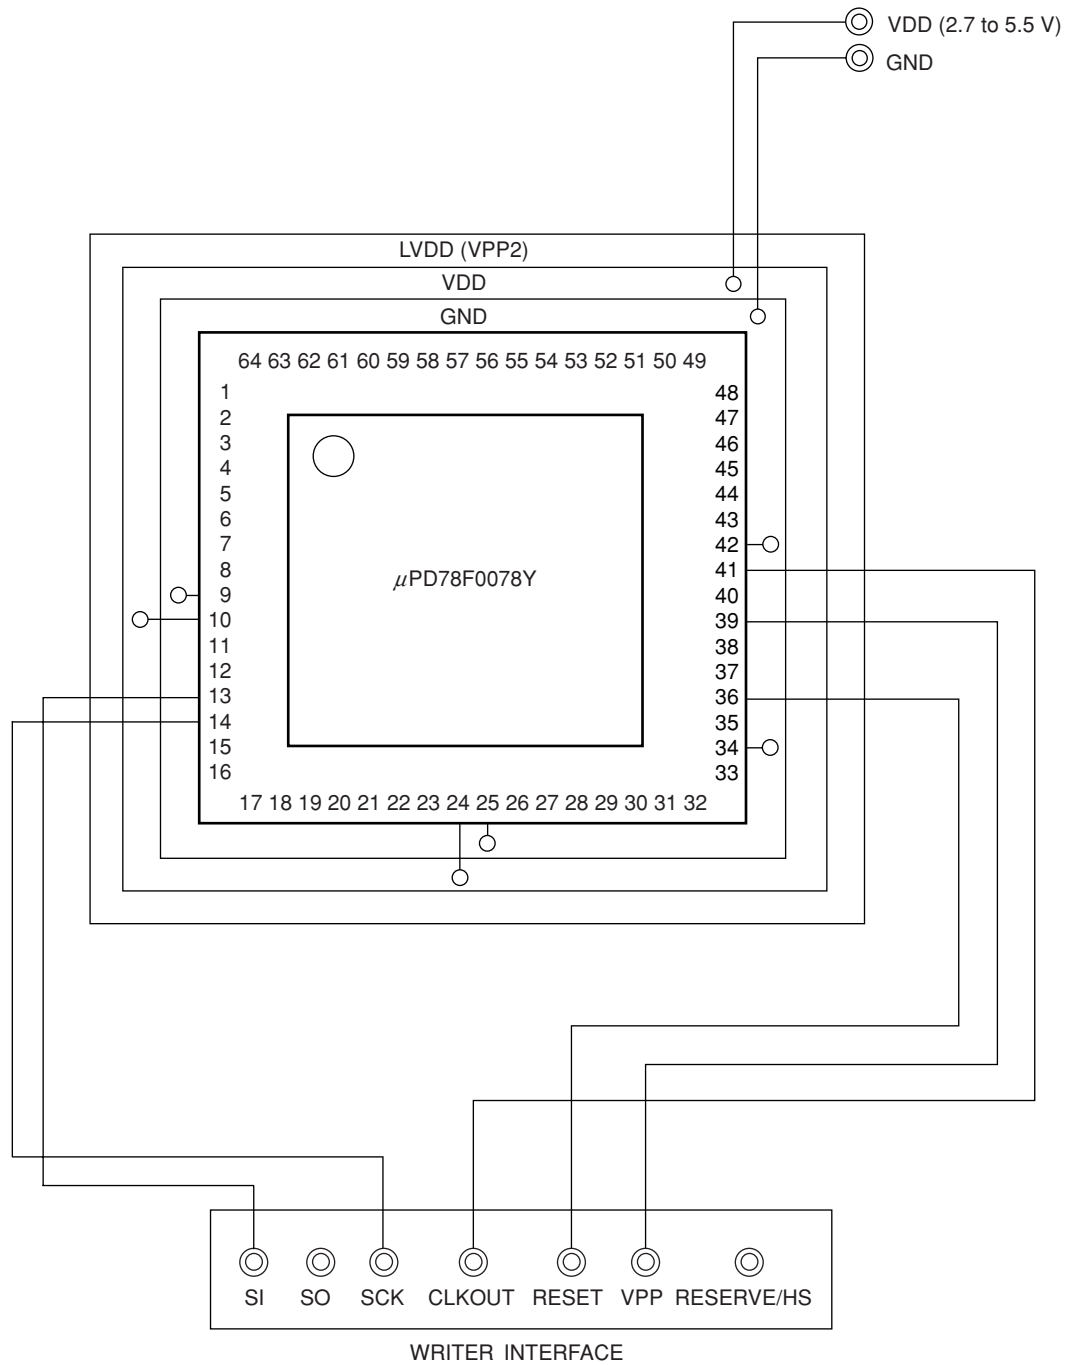 VDD (2.7 to 5.5 V)
GND
LVDD (VPP2)
VDD
GND
64 63 62 61 60 59 58 57 56 55 54 53 52 51 50 49
1 48
2 47
3 46
4 45
5 44
6 43
7 42
8 41
μPD78F0078Y
9 40
10 39
11 38
12 37
13 36
14 35
15 34
16 33
17 18 19 20 21 22 23 24 25 26 27 28 29 30 31 32
SI SO SCK CLKOUT RESET VPP RESERVE/HS
WRITER INTERFACE